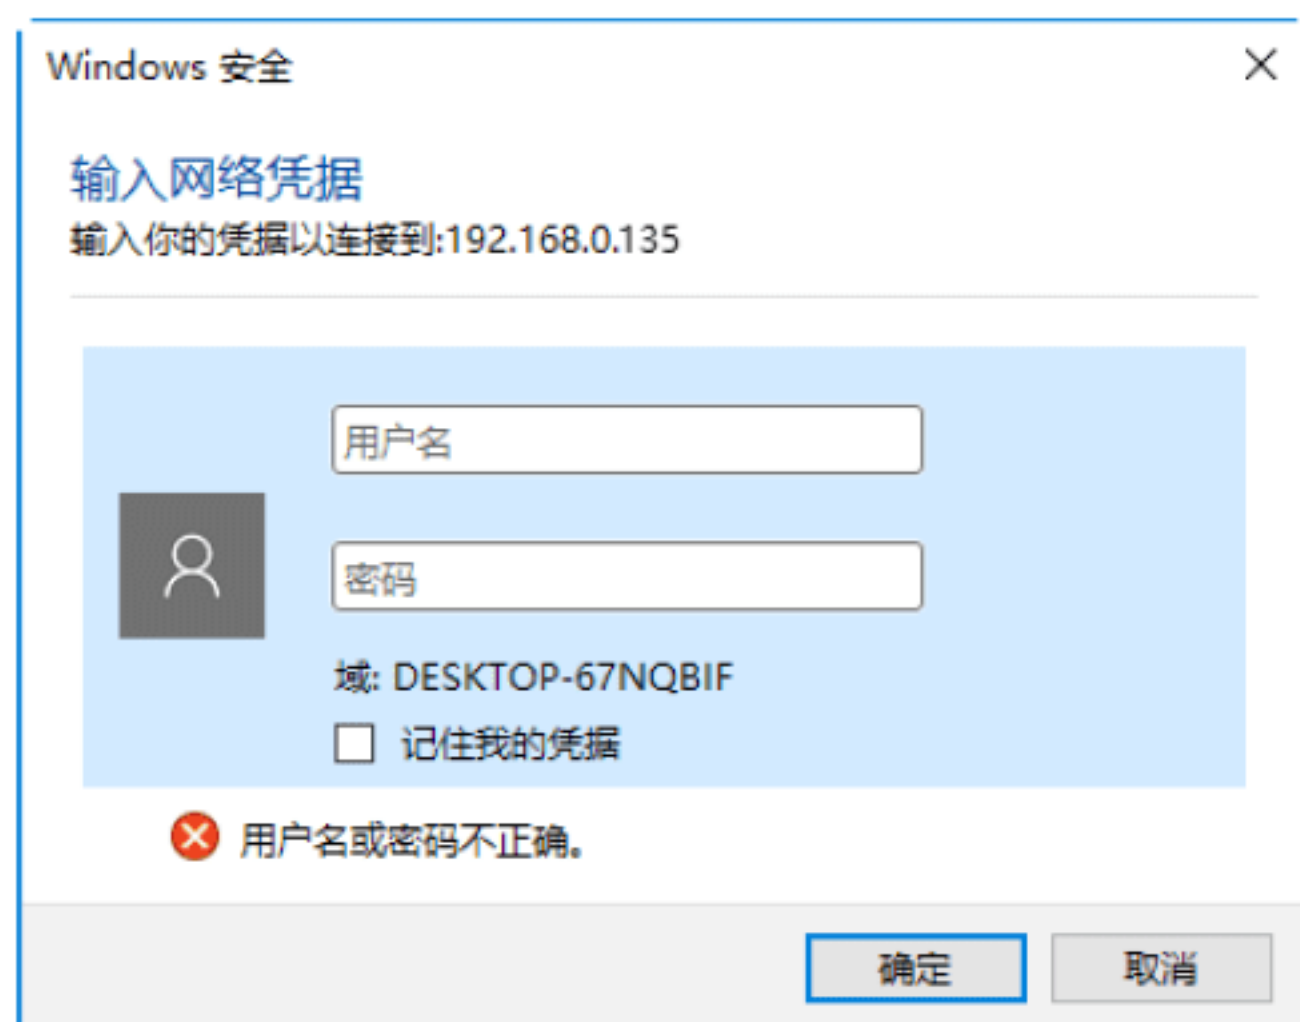 Windows 安全
输入网络凭据
输入你的凭据以连接到:192.168.0.135
用户名
密码
域: DESKTOP-67NQBIF
记住我的凭据
用户名或密码不正确。
确定
取消